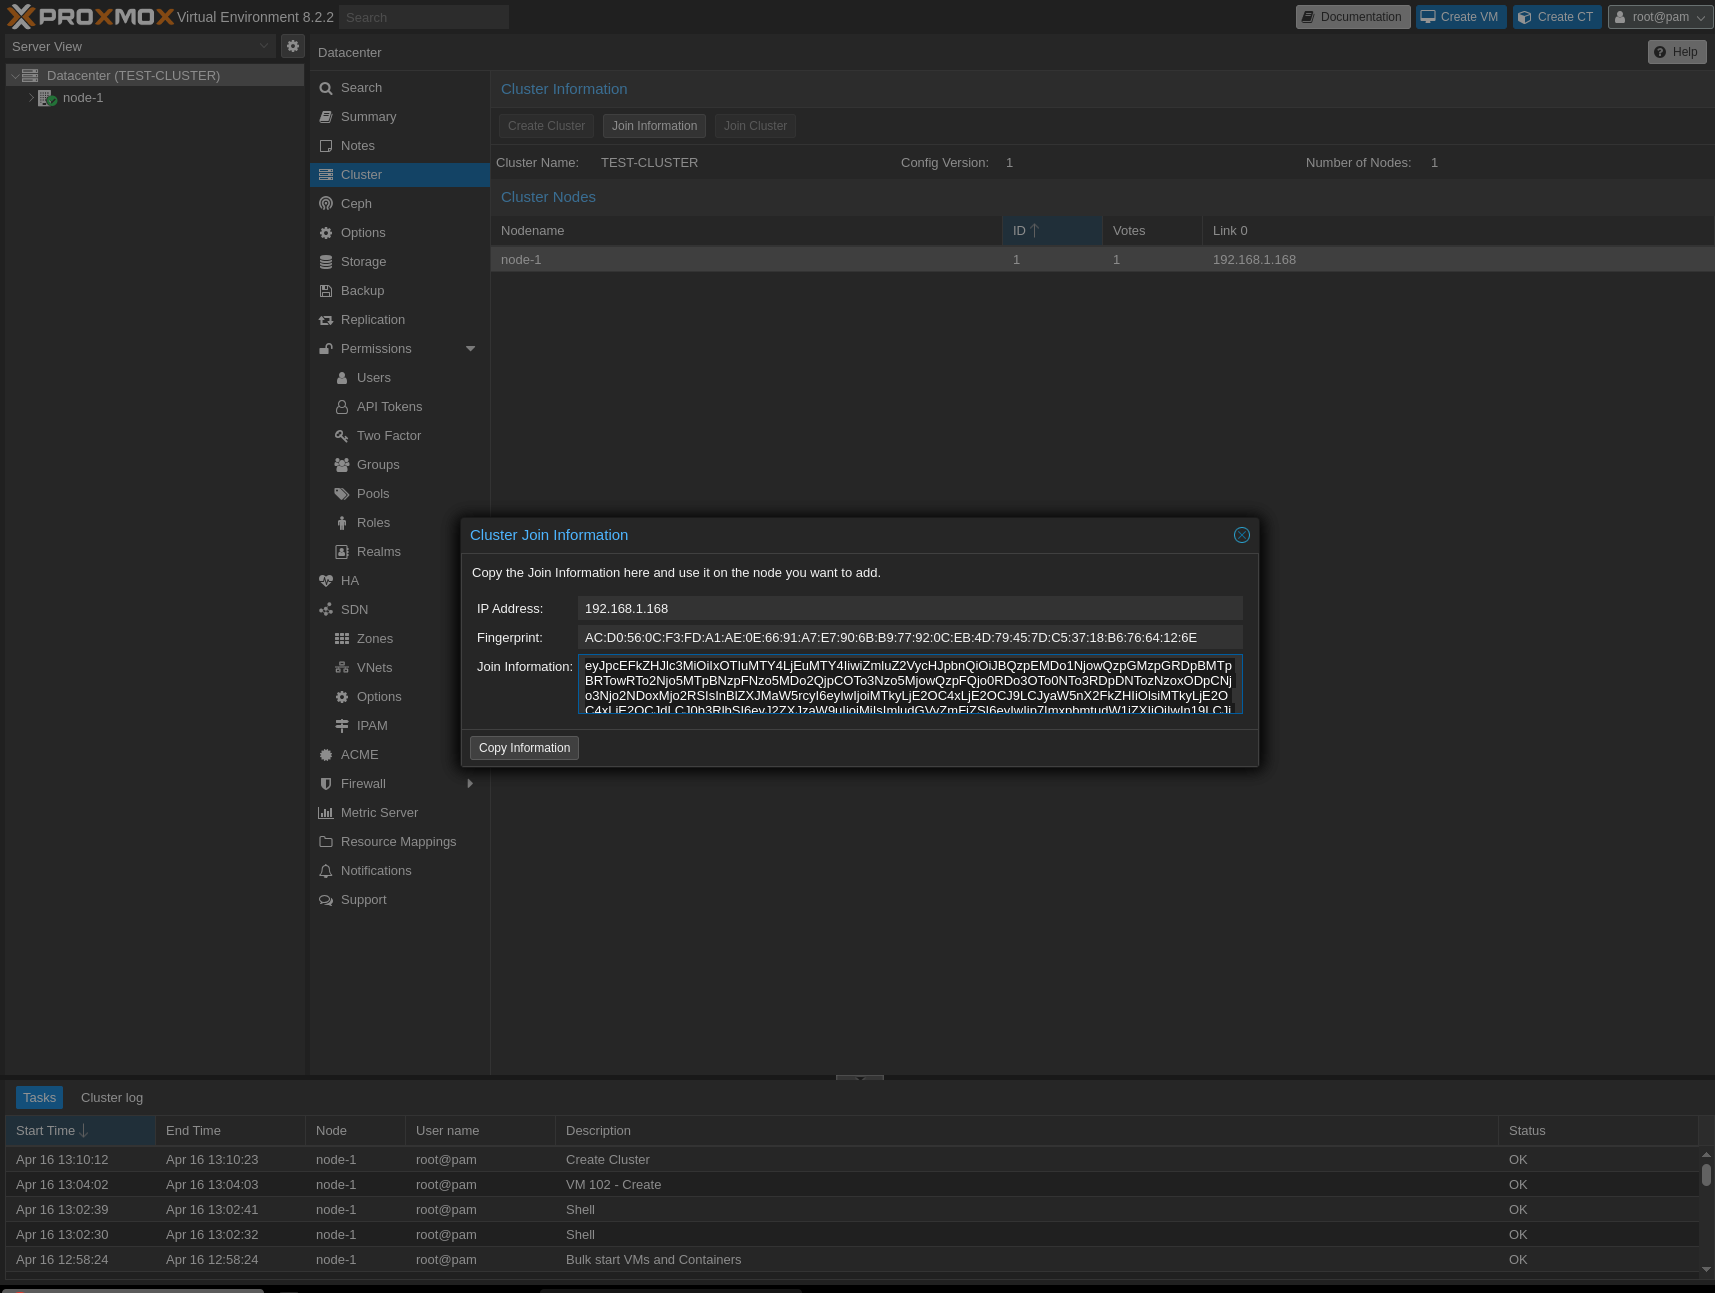 PROXMOX Virtual Environment 8.2.2 Search Documentation Create VM Create CT root@pam
Server View
Datacenter Help
Datacenter (TEST-CLUSTER)
node-1
Search
Summary
Notes
Cluster
Ceph
Options
Storage
Backup
Replication
Permissions
Users
API Tokens
Two Factor
Groups
Pools
Roles
Realms
HA
SDN
Zones
VNets
Options
IPAM
ACME
Firewall
Metric Server
Resource Mappings
Notifications
Support
Cluster Information
Create Cluster Join Information Join Cluster
Cluster Name: TEST-CLUSTER Config Version: 1 Number of Nodes: 1
Cluster Nodes
Nodename ID Votes Link 0
node-1 1 1 192.168.1.168
Cluster Join Information
Copy the Join Information here and use it on the node you want to add.
IP Address: 192.168.1.168
Fingerprint: AC:D0:56:0C:F3:FD:A1:AE:0E:66:91:A7:E7:90:6B:B9:77:92:0C:EB:4D:79:45:7D:C5:37:18:B6:76:64:12:6E
Join Information:
Copy Information
Tasks Cluster log
Start Time End Time Node User name Description Status
Apr 16 13:10:12 Apr 16 13:10:23 node-1 root@pam Create Cluster OK
Apr 16 13:04:02 Apr 16 13:04:03 node-1 root@pam VM 102 - Create OK
Apr 16 13:02:39 Apr 16 13:02:41 node-1 root@pam Shell OK
Apr 16 13:02:30 Apr 16 13:02:32 node-1 root@pam Shell OK
Apr 16 12:58:24 Apr 16 12:58:24 node-1 root@pam Bulk start VMs and Containers OK